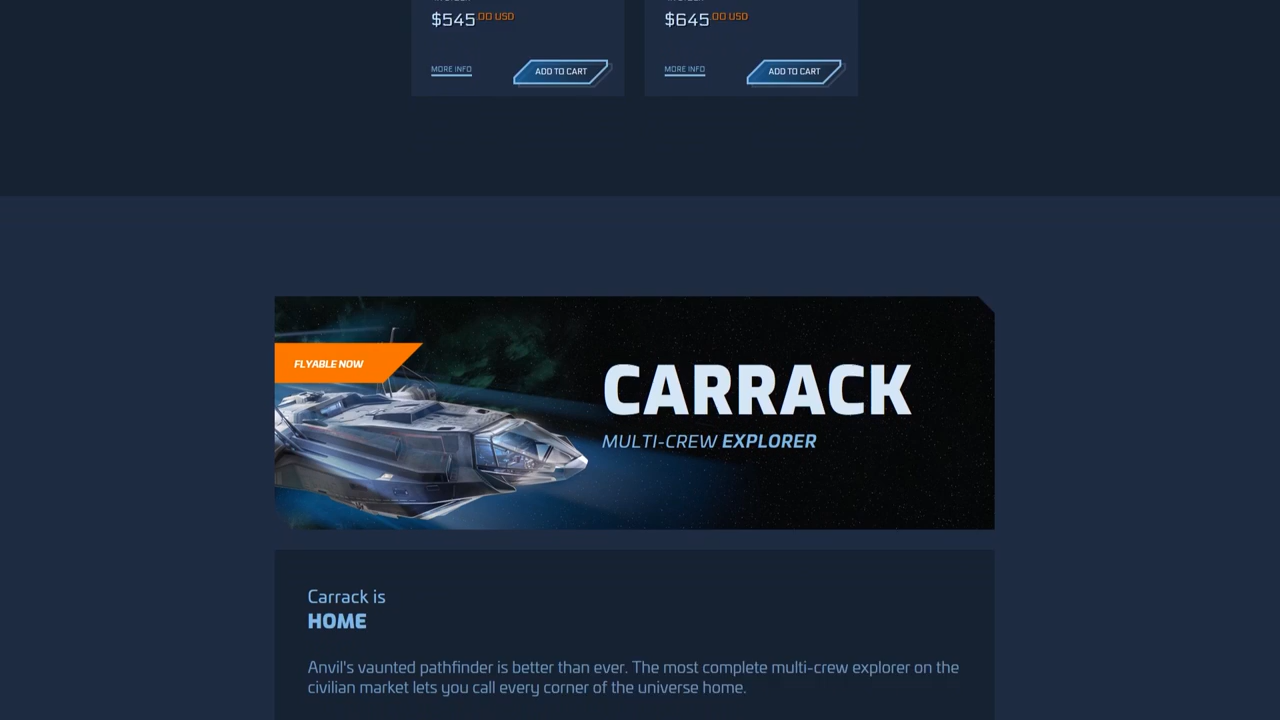 $545.00 USD $645.00 USD
MORE INFO ADD TO CART MORE INFO ADD TO CART
FLYABLE NOW
CARRACK
MULTI-CREW EXPLORER
Carrack is
HOME
Anvil's vaunted pathfinder is better than ever. The most complete multi-crew explorer on the
civilian market lets you call every corner of the universe home.